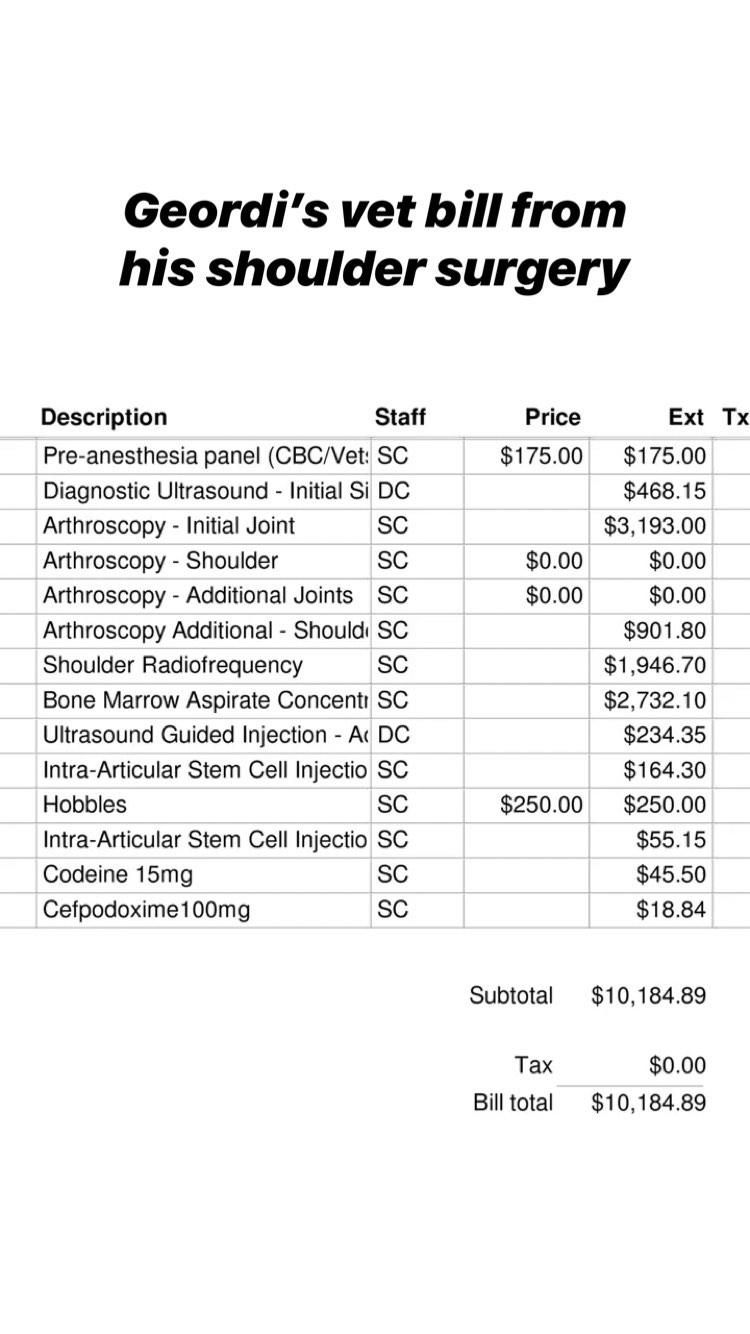 Geordi’s vet bill from
his shoulder surgery
Description Staff Price Ext Tx
Pre-anesthesia panel (CBC/Vet SC $175.00 $175.00
Diagnostic Ultrasound - Initial Si DC $468.15
Arthroscopy - Initial Joint SC $3,193.00
Arthroscopy - Shoulder SC $0.00 $0.00
Arthroscopy - Additional Joints SC $0.00 $0.00
Arthroscopy Additional - Should SC $901.80
Shoulder Radiofrequency SC $1,946.70
Bone Marrow Aspirate Concent SC $2,732.10
Ultrasound Guided Injection - A DC $234.35
Intra-Articular Stem Cell Injectio SC $164.30
Hobbles SC $250.00 $250.00
Intra-Articular Stem Cell Injectio SC $55.15
Codeine 15mg SC $45.50
Cefpodoxime100mg SC $18.84
Subtotal $10,184.89
Tax $0.00
Bill total $10,184.89